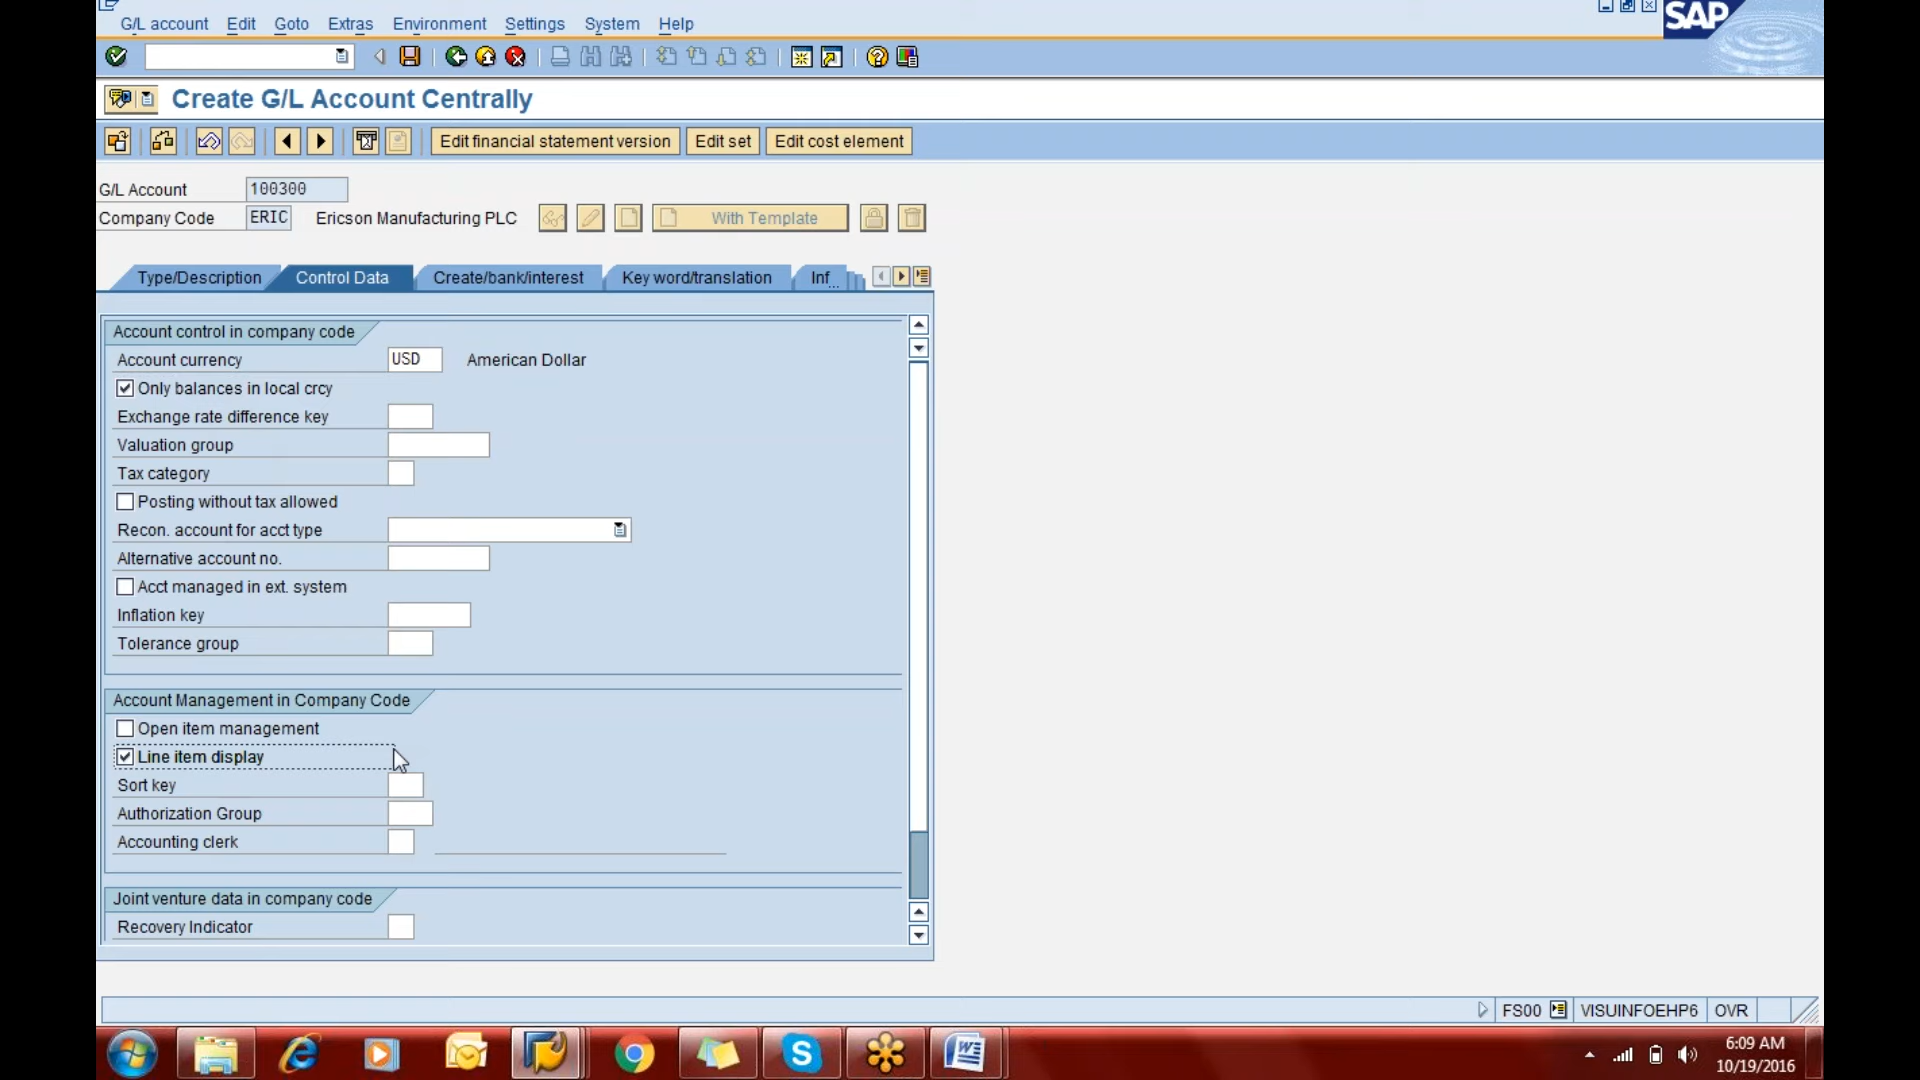 G/L account Edit Goto Extras Environment Settings System Help
SAP
Create G/L Account Centrally
Edit financial statement version Edit set Edit cost element
G/L Account 100300
Company Code ERIC Ericson Manufacturing PLC With Template
Type/Description Control Data Create/bank/interest Key word/translation Inf...
Account control in company code
Account currency USD American Dollar
Only balances in local crcy
Exchange rate difference key
Valuation group
Tax category
Posting without tax allowed
Recon. account for acct type
Alternative account no.
Acct managed in ext. system
Inflation key
Tolerance group
Account Management in Company Code
Open item management
Line item display
Sort key
Authorization Group
Accounting clerk
Joint venture data in company code
Recovery Indicator
FS00 VISUINFOEHP6 OVR
6:09 AM
10/19/2016